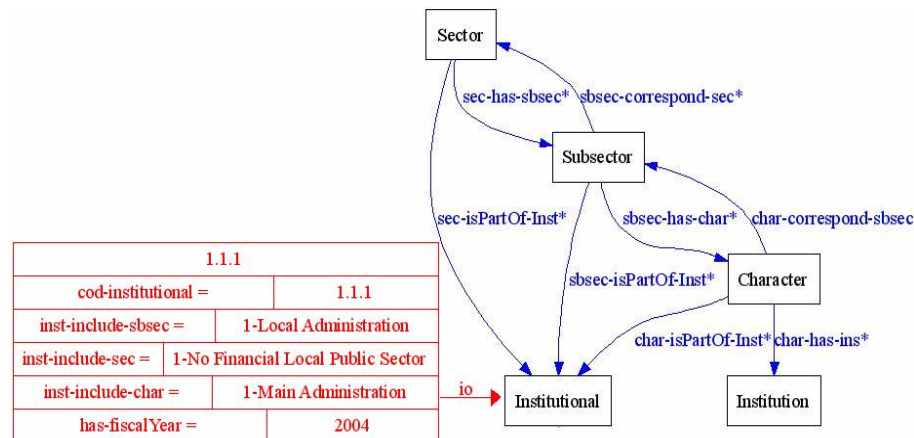 Sector
sec-has-sbsec* sbsec-correspond-sec*
Subsector
sec-isPartOf-Inst* sbsec-has-char* char-correspond-sbsec
1.1.1
sbsec-isPartOf-Inst* Character
cod-institutional = 1.1.1
inst-include-sbsec = 1-Local Administration
inst-include-sec = 1-No Financial Local Public Sector
char-isPartOf-Inst* char-has-ins*
inst-include-char = 1-Main Administration
io
Institutional Institution
has-fiscalYear = 2004